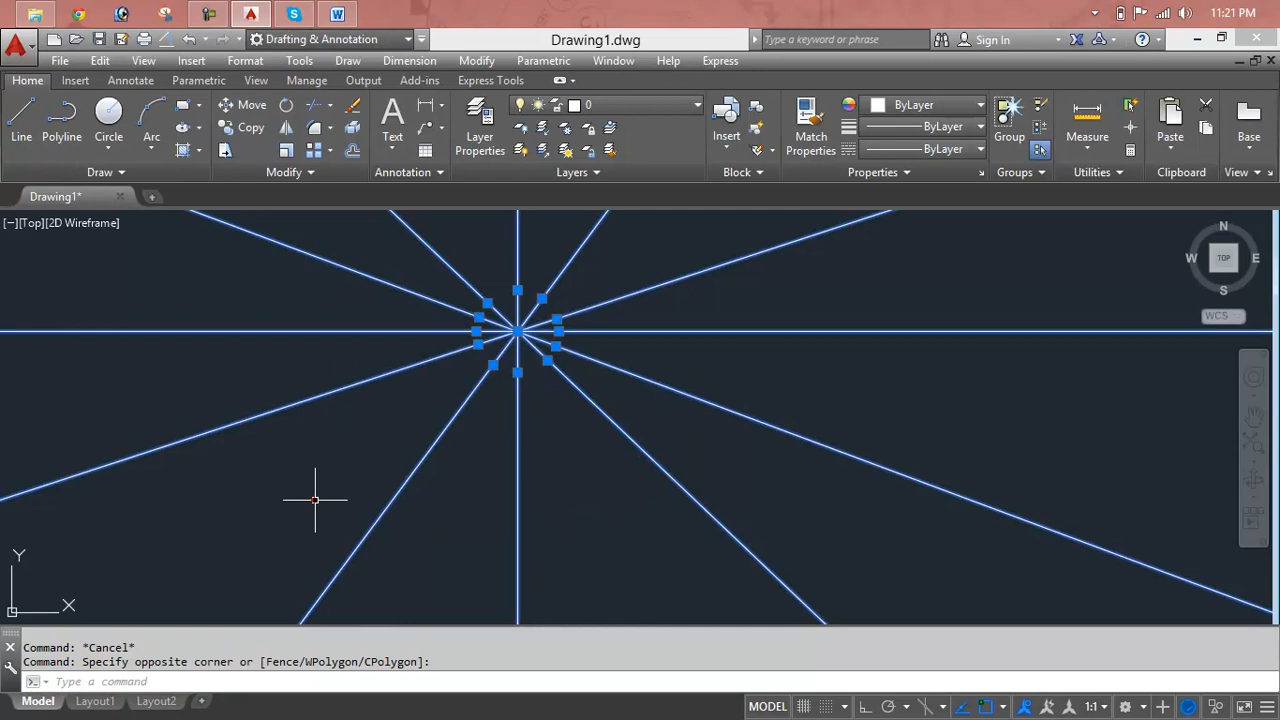 11:21 PM
Drafting & Annotation
Drawing1.dwg
Type a keyword or phrase
Sign In
File Edit View Insert Format Tools Draw Dimension Modify Parametric Window Help Express
Home Insert Annotate Parametric View Manage Output Add-ins Express Tools
Move
0
ByLayer
Copy
ByLayer
Line Polyline Circle Arc Text Layer Properties Insert Match Properties Group Measure Paste Base
ByLayer
Draw Modify Annotation Layers Block Properties Groups Utilities Clipboard View
Drawing1*
[−][Top][2D Wireframe]
N
W TOP E
S
WCS
Y
X
Command: *Cancel*
Command: Specify opposite corner or [Fence/WPolygon/CPolygon]:
Type a command
Model Layout1 Layout2 +
MODEL
1:1